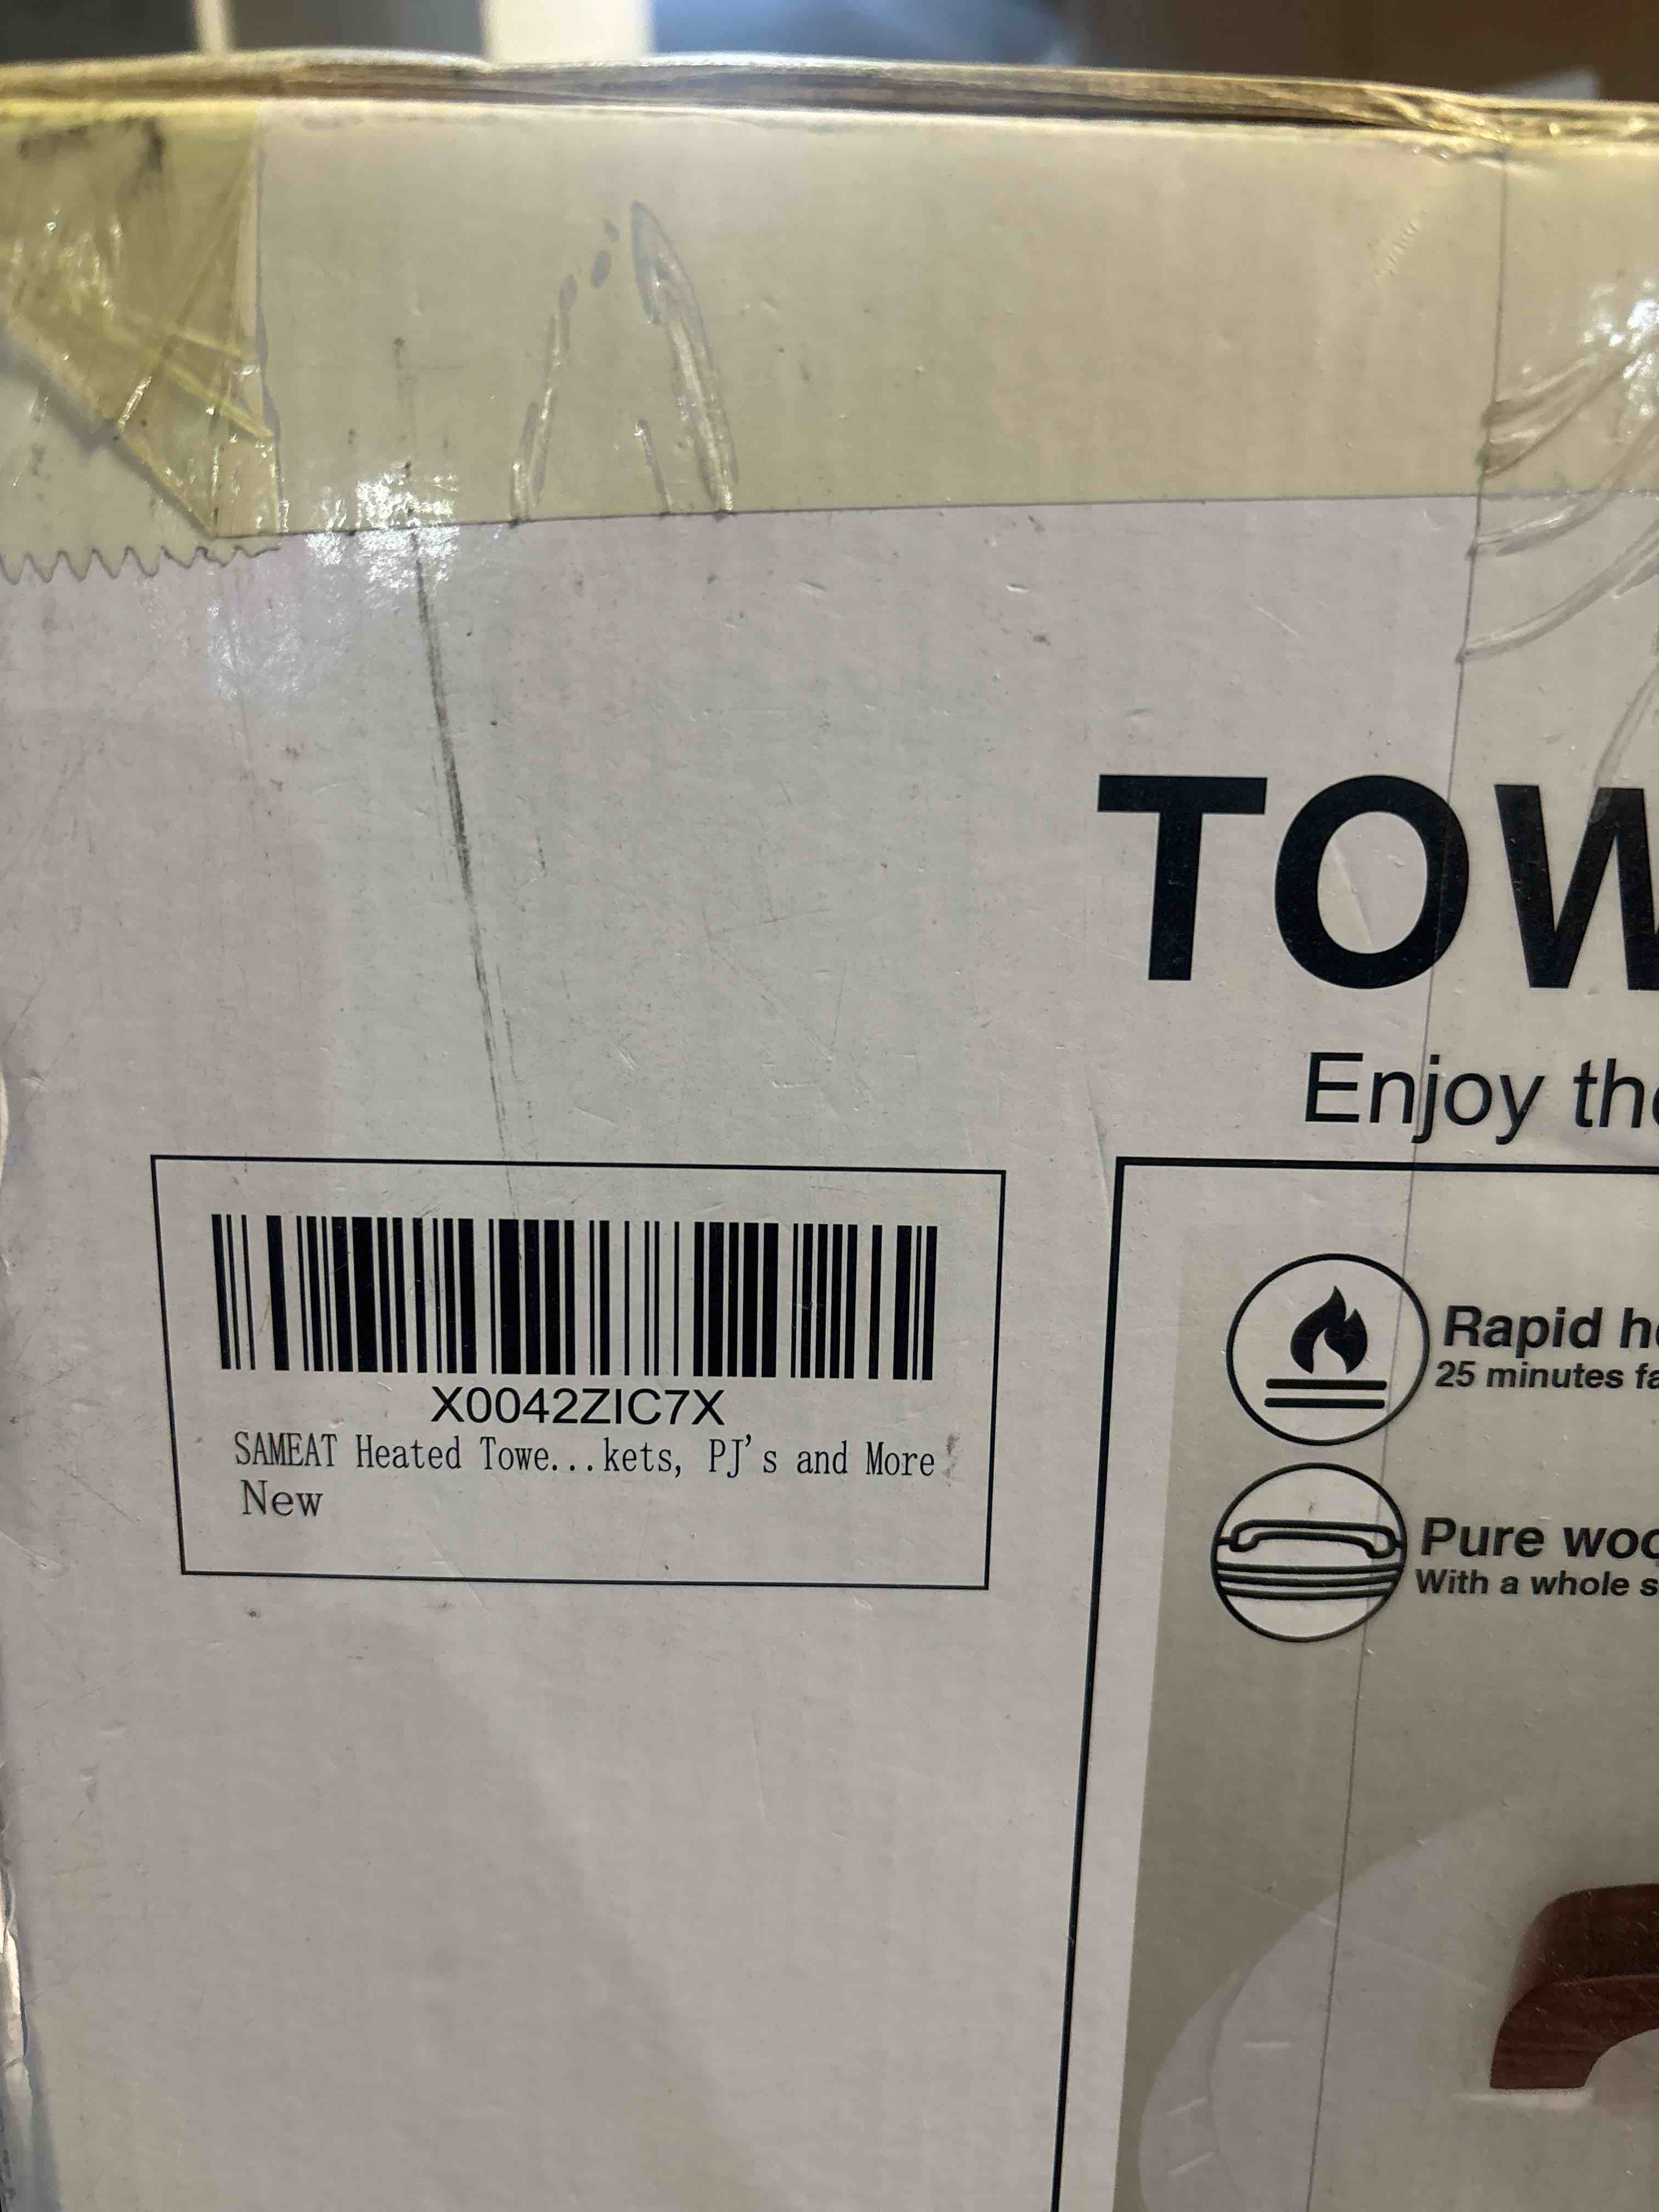 TOW
Enjoy the
X0042ZIC7X
SAMEAT Heated Towe...kets, PJ's and More
New
Rapid he
25 minutes fa
Pure woo
With a whole s